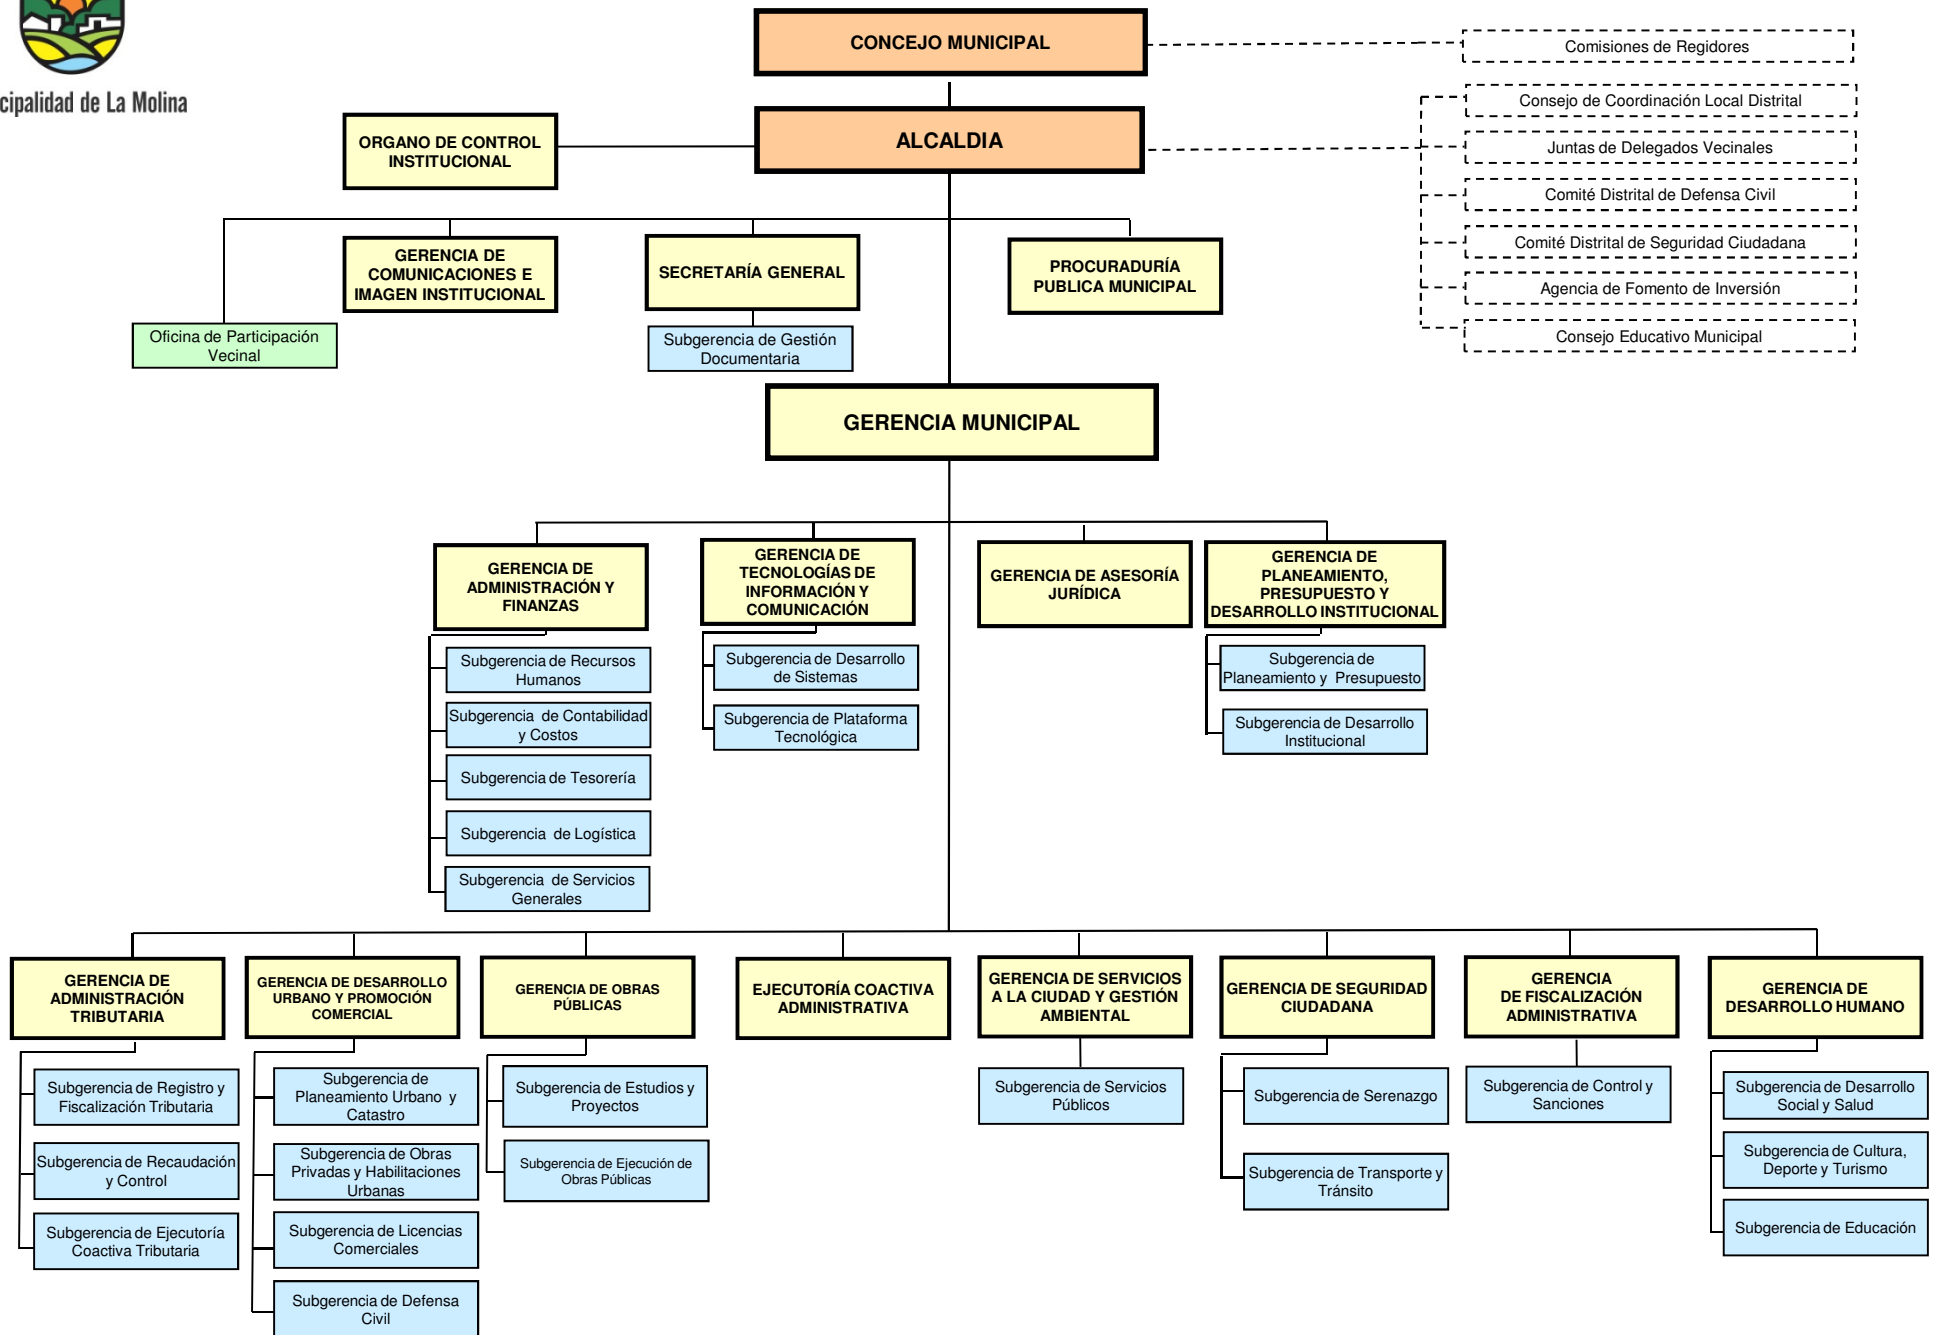 cipalidad de La Molina
CONCEJO MUNICIPAL
Comisiones de Regidores
ALCALDIA
ORGANO DE CONTROL
INSTITUCIONAL
Consejo de Coordinación Local Distrital
Juntas de Delegados Vecinales
Comité Distrital de Defensa Civil
Comité Distrital de Seguridad Ciudadana
Agencia de Fomento de Inversión
Consejo Educativo Municipal
GERENCIA DE
COMUNICACIONES E
IMAGEN INSTITUCIONAL
SECRETARÍA GENERAL
PROCURADURÍA
PUBLICA MUNICIPAL
Oficina de Participación
Vecinal
Subgerencia de Gestión
Documentaria
GERENCIA MUNICIPAL
GERENCIA DE
ADMINISTRACIÓN Y
FINANZAS
GERENCIA DE
TECNOLOGÍAS DE
INFORMACIÓN Y
COMUNICACIÓN
GERENCIA DE ASESORÍA
JURÍDICA
GERENCIA DE
PLANEAMIENTO,
PRESUPUESTO Y
DESARROLLO INSTITUCIONAL
Subgerencia de Recursos
Humanos
Subgerencia de Contabilidad
y Costos
Subgerencia de Tesorería
Subgerencia de Logística
Subgerencia de Servicios
Generales
Subgerencia de Desarrollo
de Sistemas
Subgerencia de Plataforma
Tecnológica
Subgerencia de
Planeamiento y Presupuesto
Subgerencia de Desarrollo
Institucional
GERENCIA DE
ADMINISTRACIÓN
TRIBUTARIA
GERENCIA DE DESARROLLO
URBANO Y PROMOCIÓN
COMERCIAL
GERENCIA DE OBRAS
PÚBLICAS
EJECUTORÍA COACTIVA
ADMINISTRATIVA
GERENCIA DE SERVICIOS
A LA CIUDAD Y GESTIÓN
AMBIENTAL
GERENCIA DE SEGURIDAD
CIUDADANA
GERENCIA
DE FISCALIZACIÓN
ADMINISTRATIVA
GERENCIA DE
DESARROLLO HUMANO
Subgerencia de Registro y
Fiscalización Tributaria
Subgerencia de Recaudación
y Control
Subgerencia de Ejecutoría
Coactiva Tributaria
Subgerencia de
Planeamiento Urbano y
Catastro
Subgerencia de Obras
Privadas y Habilitaciones
Urbanas
Subgerencia de Licencias
Comerciales
Subgerencia de Defensa
Civil
Subgerencia de Estudios y
Proyectos
Subgerencia de Ejecución de
Obras Públicas
Subgerencia de Servicios
Públicos
Subgerencia de Serenazgo
Subgerencia de Transporte y
Tránsito
Subgerencia de Control y
Sanciones
Subgerencia de Desarrollo
Social y Salud
Subgerencia de Cultura,
Deporte y Turismo
Subgerencia de Educación